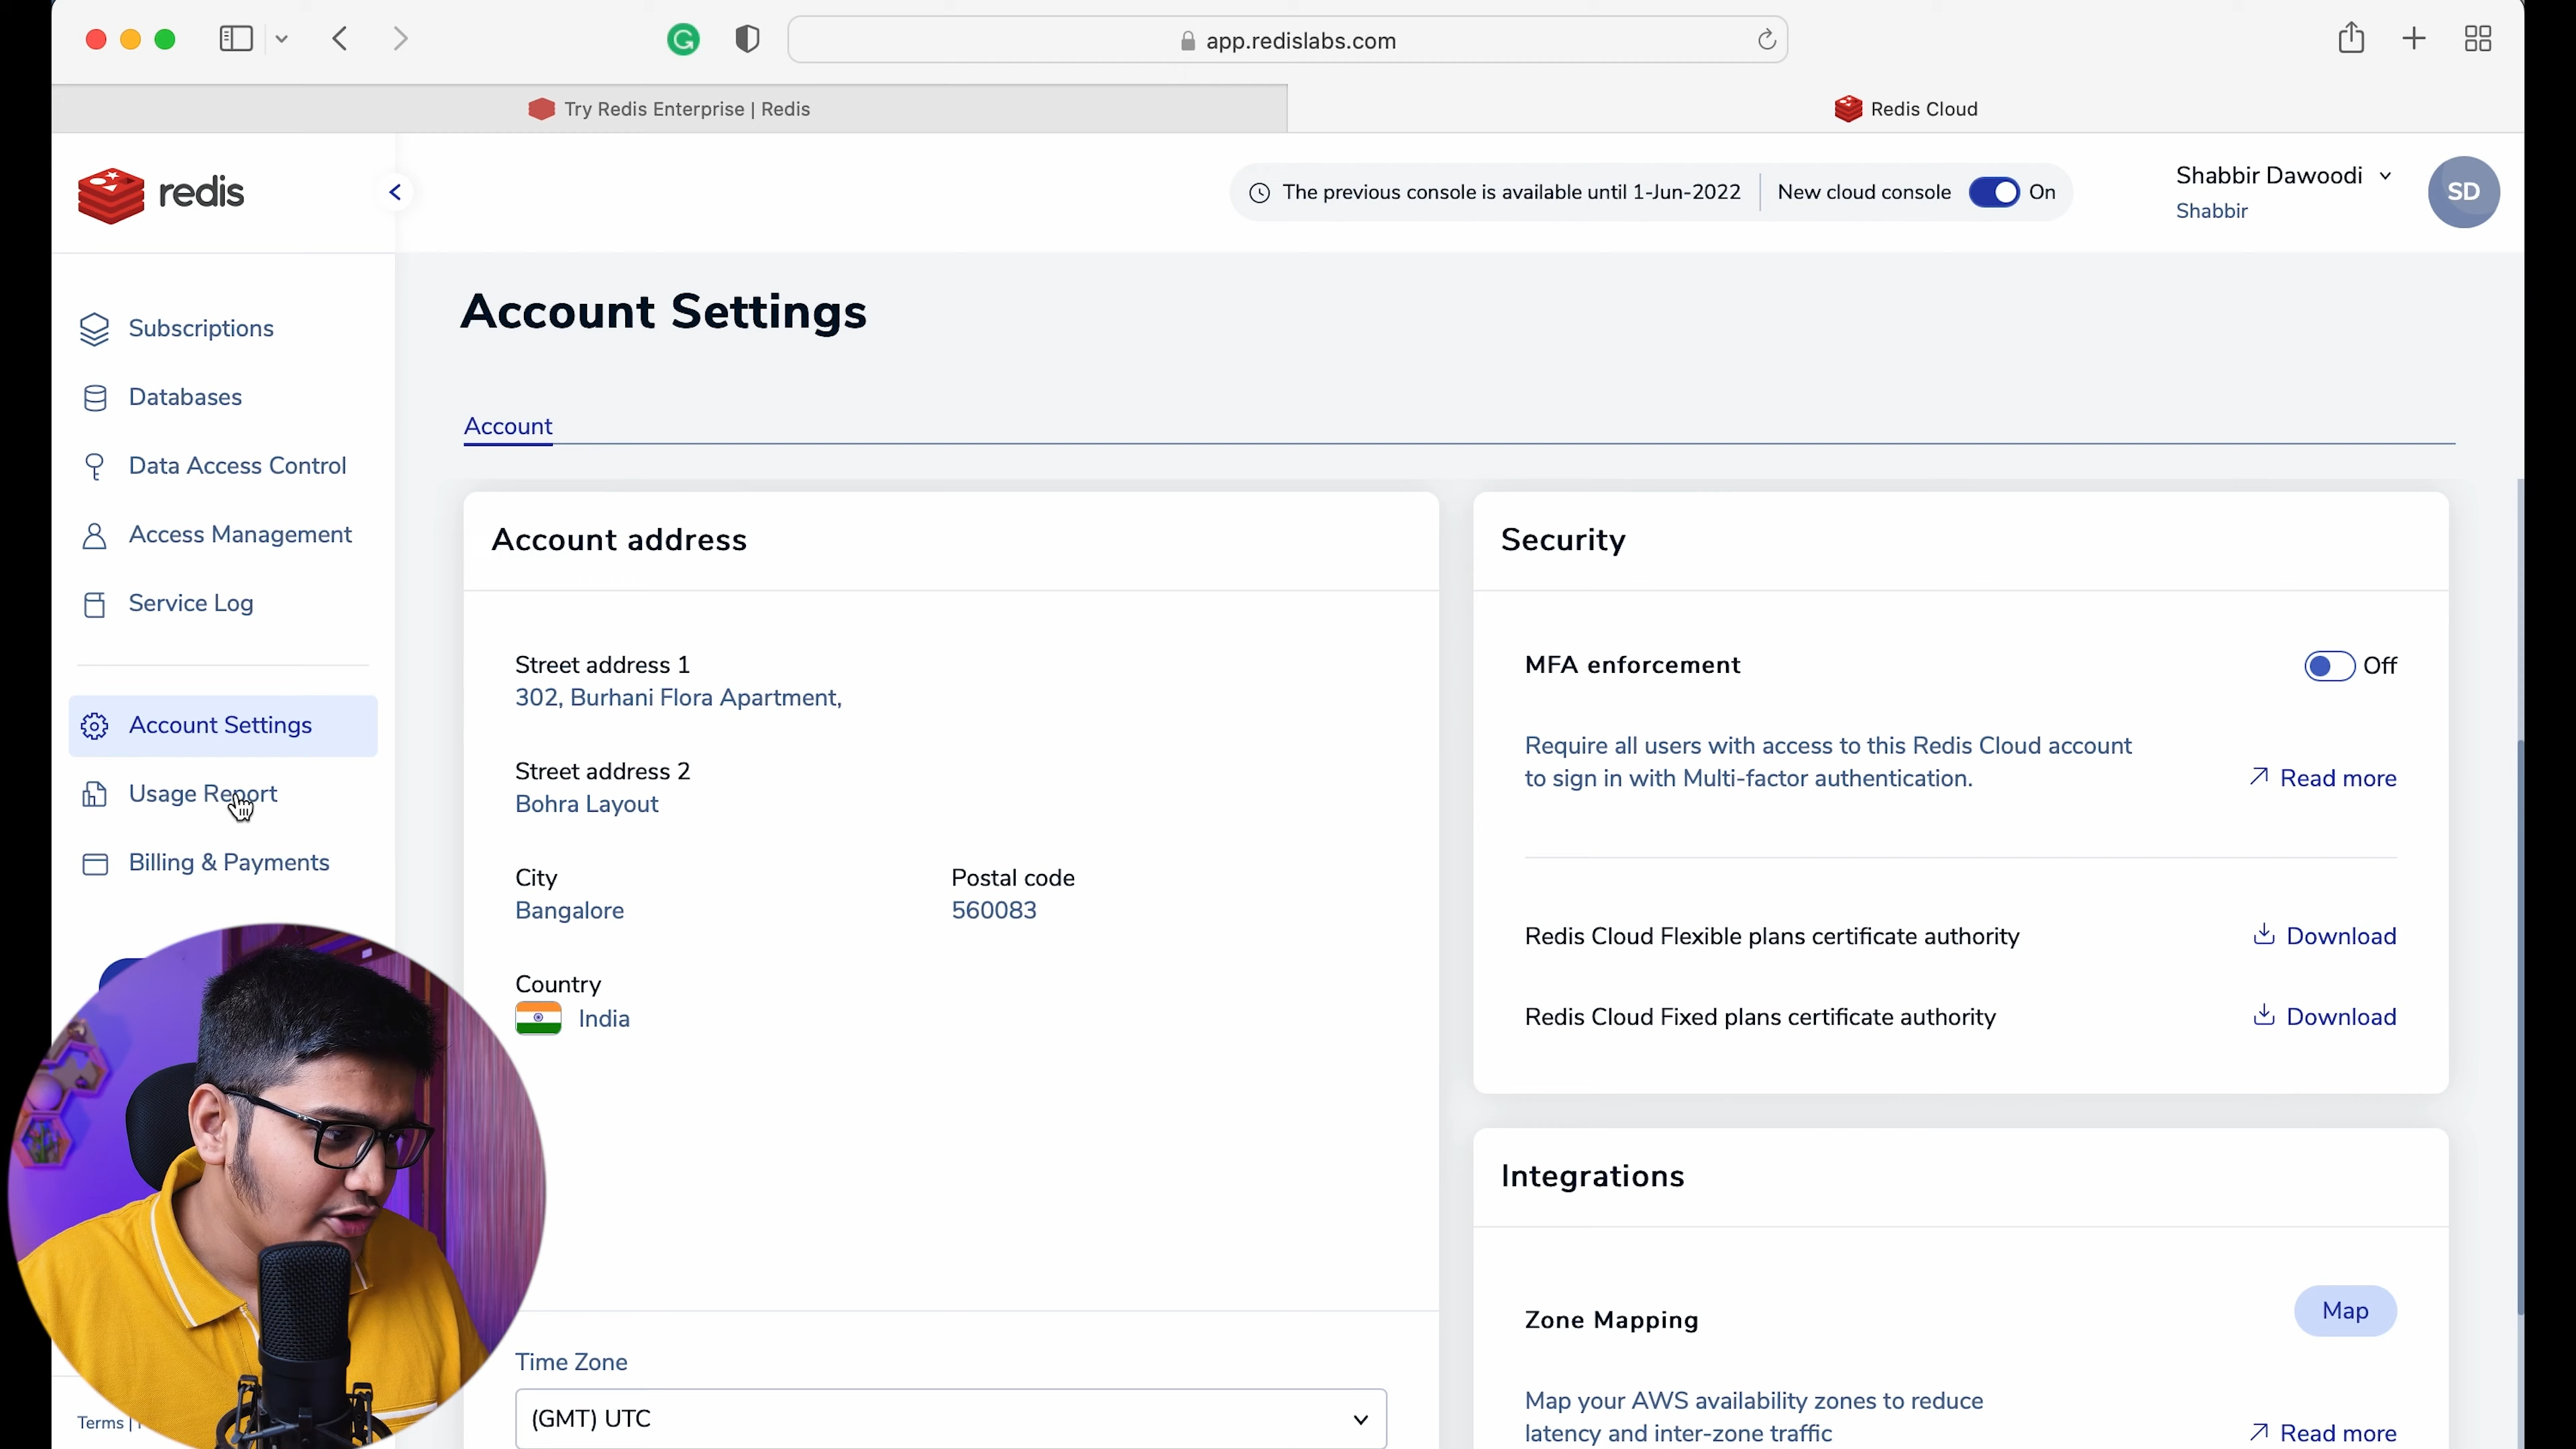 app.redislabs.com
Try Redis Enterprise | Redis
Redis Cloud
redis
The previous console is available until 1-Jun-2022
New cloud console
On
Shabbir Dawoodi
Shabbir
SD
Subscriptions
Databases
Data Access Control
Access Management
Service Log
Account Settings
Usage Report
Billing & Payments
Terms |
Account Settings
Account
Account address
Street address 1
302, Burhani Flora Apartment,
Street address 2
Bohra Layout
City
Bangalore
Postal code
560083
Country
India
Time Zone
(GMT) UTC
Security
MFA enforcement
Off
Require all users with access to this Redis Cloud account
to sign in with Multi-factor authentication.
Read more
Redis Cloud Flexible plans certificate authority
Download
Redis Cloud Fixed plans certificate authority
Download
Integrations
Zone Mapping
Map
Map your AWS availability zones to reduce
latency and inter-zone traffic
Read more